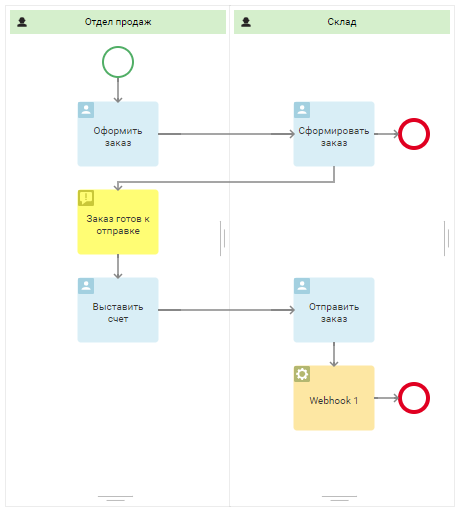 Отдел продаж
Склад
Оформить
заказ
Сформировать
заказ
Заказ готов к
отправке
Выставить
счет
Отправить
заказ
Webhook 1